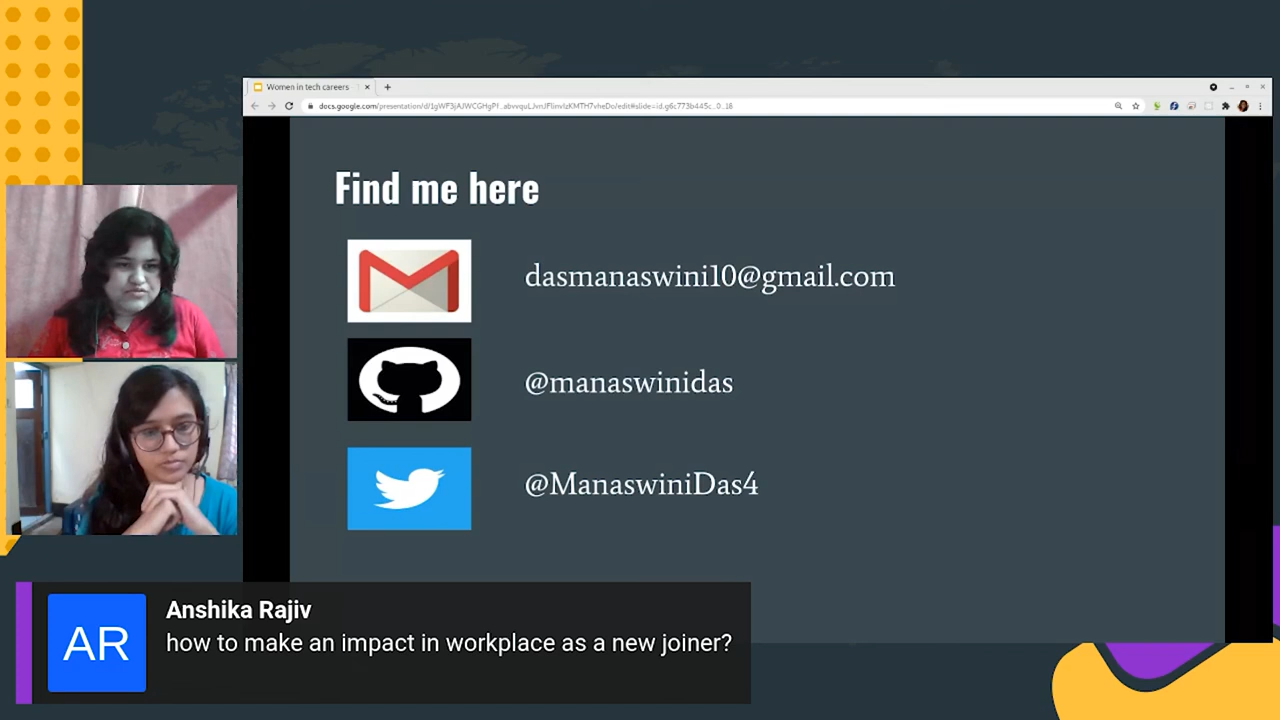 Women in tech careers
Find me here
dasmanaswini10@gmail.com
@manaswinidas
@ManaswiniDas4
AR
Anshika Rajiv
how to make an impact in workplace as a new joiner?